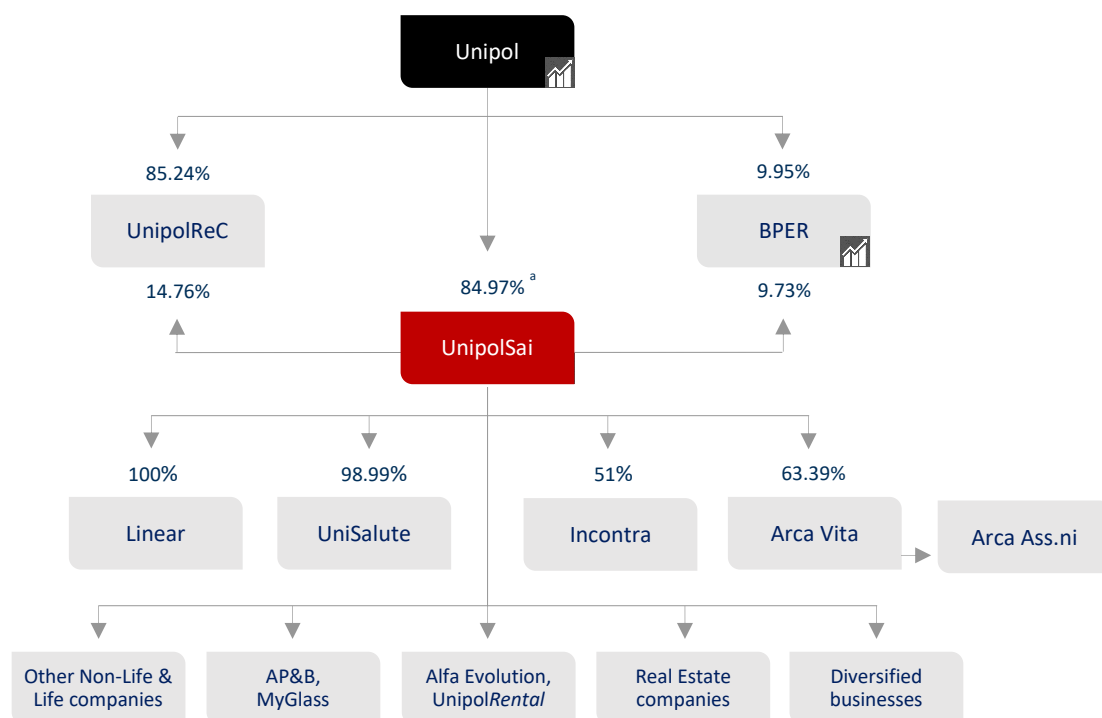 Unipol
85.24%
9.95%
UnipolReC
BPER
14.76%
84.97% a
9.73%
UnipolSai
100%
98.99%
51%
63.39%
Linear
UniSalute
Incontra
Arca Vita
Arca Ass.ni
Other Non-Life &
Life companies
AP&B,
MyGlass
Alfa Evolution,
UnipolRental
Real Estate
companies
Diversified
businesses